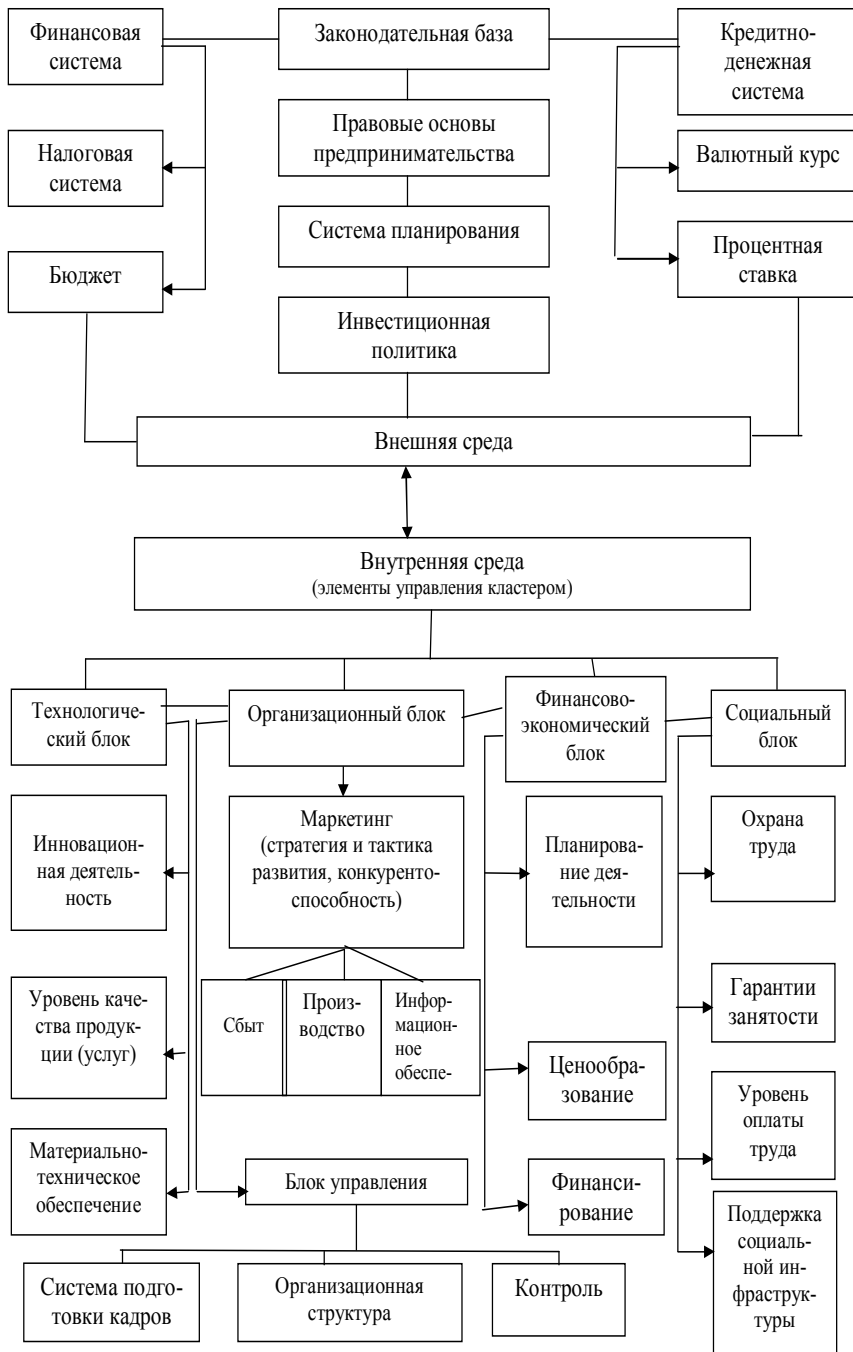 Финансовая
система
Законодательная база
Кредитно-
денежная
система
Правовые основы
предпринимательства
Налоговая
система
Валютный курс
Система планирования
Процентная
ставка
Бюджет
Инвестиционная
политика
Внешняя среда
Внутренняя среда
(элементы управления кластером)
Технологиче-
ский блок
Организационный блок
Финансово-
экономический
блок
Социальный
блок
Инновацион-
ная деятель-
ность
Маркетинг
(стратегия и тактика
развития, конкуренто-
способность)
Планирова-
ние дея-
тельности
Охрана
труда
Уровень каче-
ства продук-
ции (услуг)
Сбыт
Произ-
водство
Инфор-
мацион-
ное
обеспе-
Гарантии
занятости
Ценообра-
зование
Уровень
оплаты
труда
Материально-
техническое
обеспечение
Блок управления
Финанси-
рование
Поддержка
социаль-
ной ин-
фраструк-
туры
Система подго-
товки кадров
Организационная
структура
Контроль